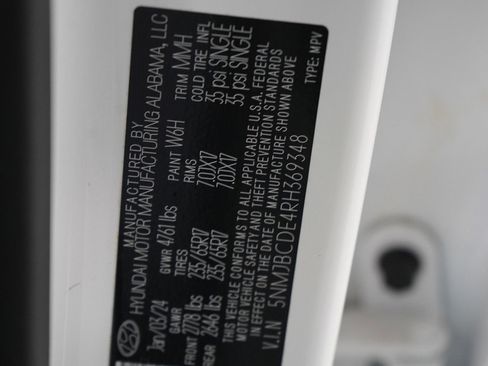 MANUFACTURED BY
HYUNDAI MOTOR MANUFACTURING ALABAMA, LLC
Jan/03/24 GVWR 4761 lbs PAINT W6H TRIM MMH
GAWR TIRES RIMS COLD TIRE INFL
FRONT 2778 lbs 235/65R17 7.0JX17 35 psi SINGLE
REAR 2646 lbs 235/65R17 7.0JX17 35 psi SINGLE
THIS VEHICLE CONFORMS TO ALL APPLICABLE U.S.A. FEDERAL
MOTOR VEHICLE SAFETY AND THEFT PREVENTION STANDARDS
IN EFFECT ON THE DATE OF MANUFACTURE SHOWN ABOVE
V.I.N 5NMJBCDE4RH369348 TYPE: MPV